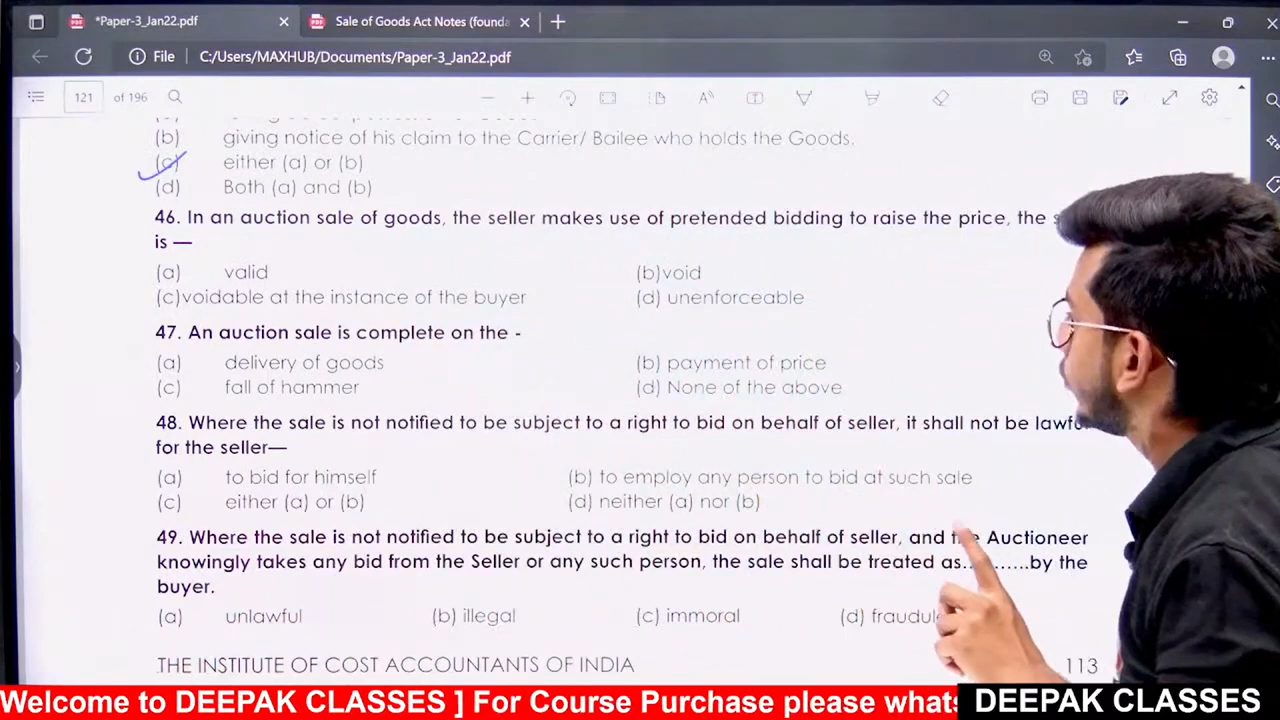 *Paper-3_Jan22.pdf
Sale of Goods Act Notes (founda
File
C:/Users/MAXHUB/Documents/Paper-3_Jan22.pdf
121 of 196
(b) giving notice of his claim to the Carrier/ Bailee who holds the Goods.
(c) either (a) or (b)
(d) Both (a) and (b)
46. In an auction sale of goods, the seller makes use of pretended bidding to raise the price, the
is —
(a) valid (b)void
(c)voidable at the instance of the buyer (d) unenforceable
47. An auction sale is complete on the -
(a) delivery of goods (b) payment of price
(c) fall of hammer (d) None of the above
48. Where the sale is not notified to be subject to a right to bid on behalf of seller, it shall not be lawfu
for the seller—
(a) to bid for himself (b) to employ any person to bid at such sale
(c) either (a) or (b) (d) neither (a) nor (b)
49. Where the sale is not notified to be subject to a right to bid on behalf of seller, and the Auctioneer
knowingly takes any bid from the Seller or any such person, the sale shall be treated as..........by the
buyer.
(a) unlawful (b) illegal (c) immoral (d) fraudule
THE INSTITUTE OF COST ACCOUNTANTS OF INDIA 113
Welcome to DEEPAK CLASSES ] For Course Purchase please whats
DEEPAK CLASSES